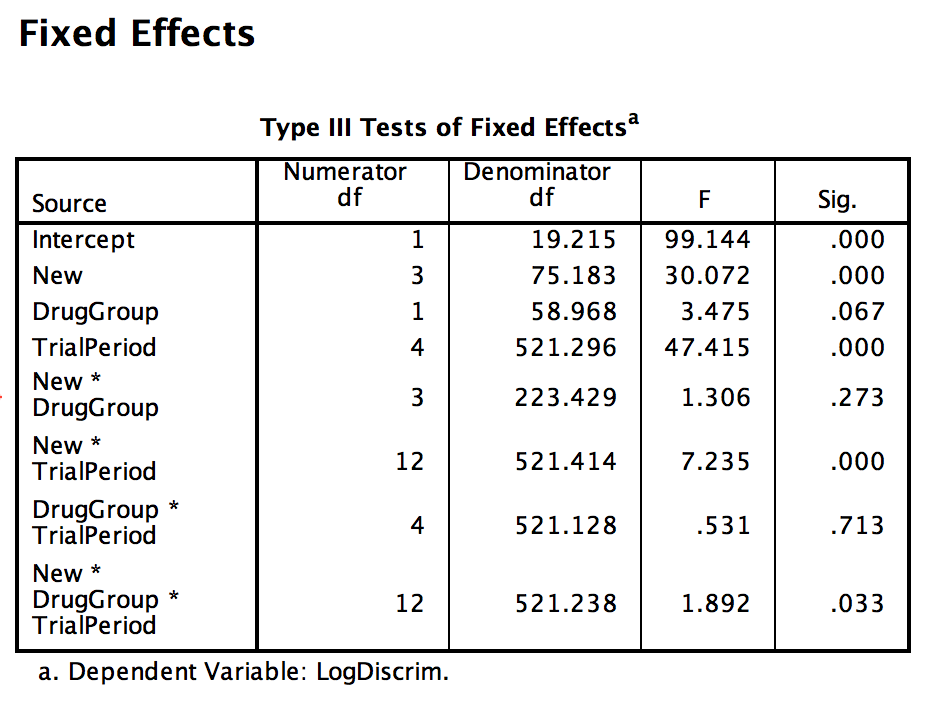 Fixed Effects
Type III Tests of Fixed Effectsa
Source Numerator df Denominator df F Sig.
Intercept 1 19.215 99.144 .000
New 3 75.183 30.072 .000
DrugGroup 1 58.968 3.475 .067
TrialPeriod 4 521.296 47.415 .000
New *
DrugGroup 3 223.429 1.306 .273
New *
TrialPeriod 12 521.414 7.235 .000
DrugGroup *
TrialPeriod 4 521.128 .531 .713
New *
DrugGroup *
TrialPeriod 12 521.238 1.892 .033
a. Dependent Variable: LogDiscrim.